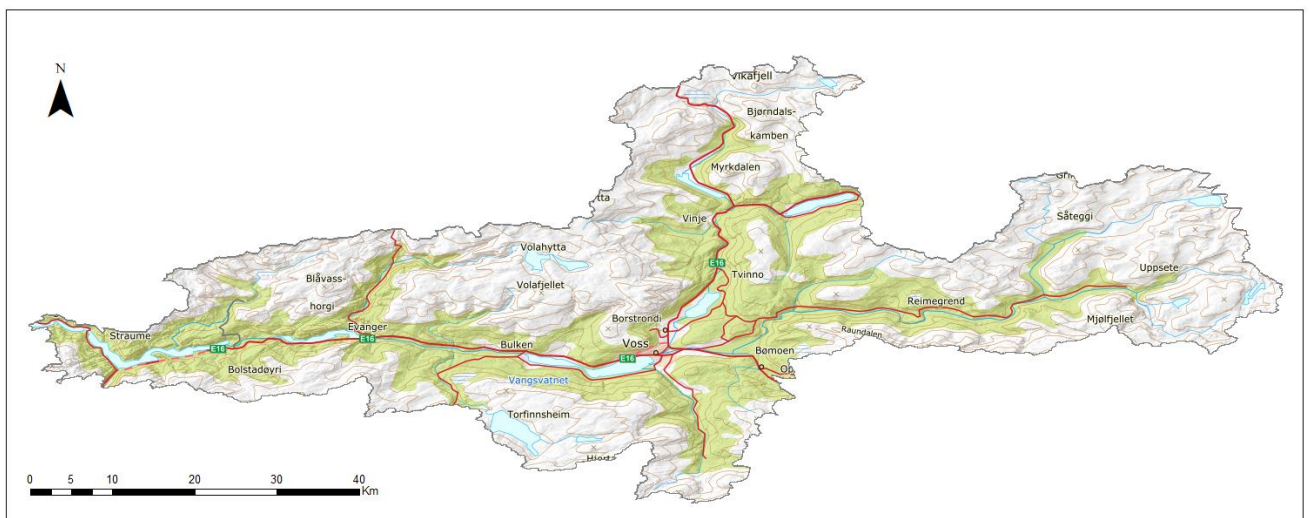 N
Vikafjell
Bjørndals-
kamben
Myrkdalen
Såteggi
Vinje
Volahytta
E16
Tvinno
Uppsete
Blåvass-
horgi
Volafjellet
Reimegrend
Mjølfjellet
Borstrondi
Raundalen
Straume
Evanger
E16
E16
Bulken
Voss
E16
Bømoen
Bolstadøyri
Vangsvatnet
Torfinnsheim
0 5 10 20 30 40
Km